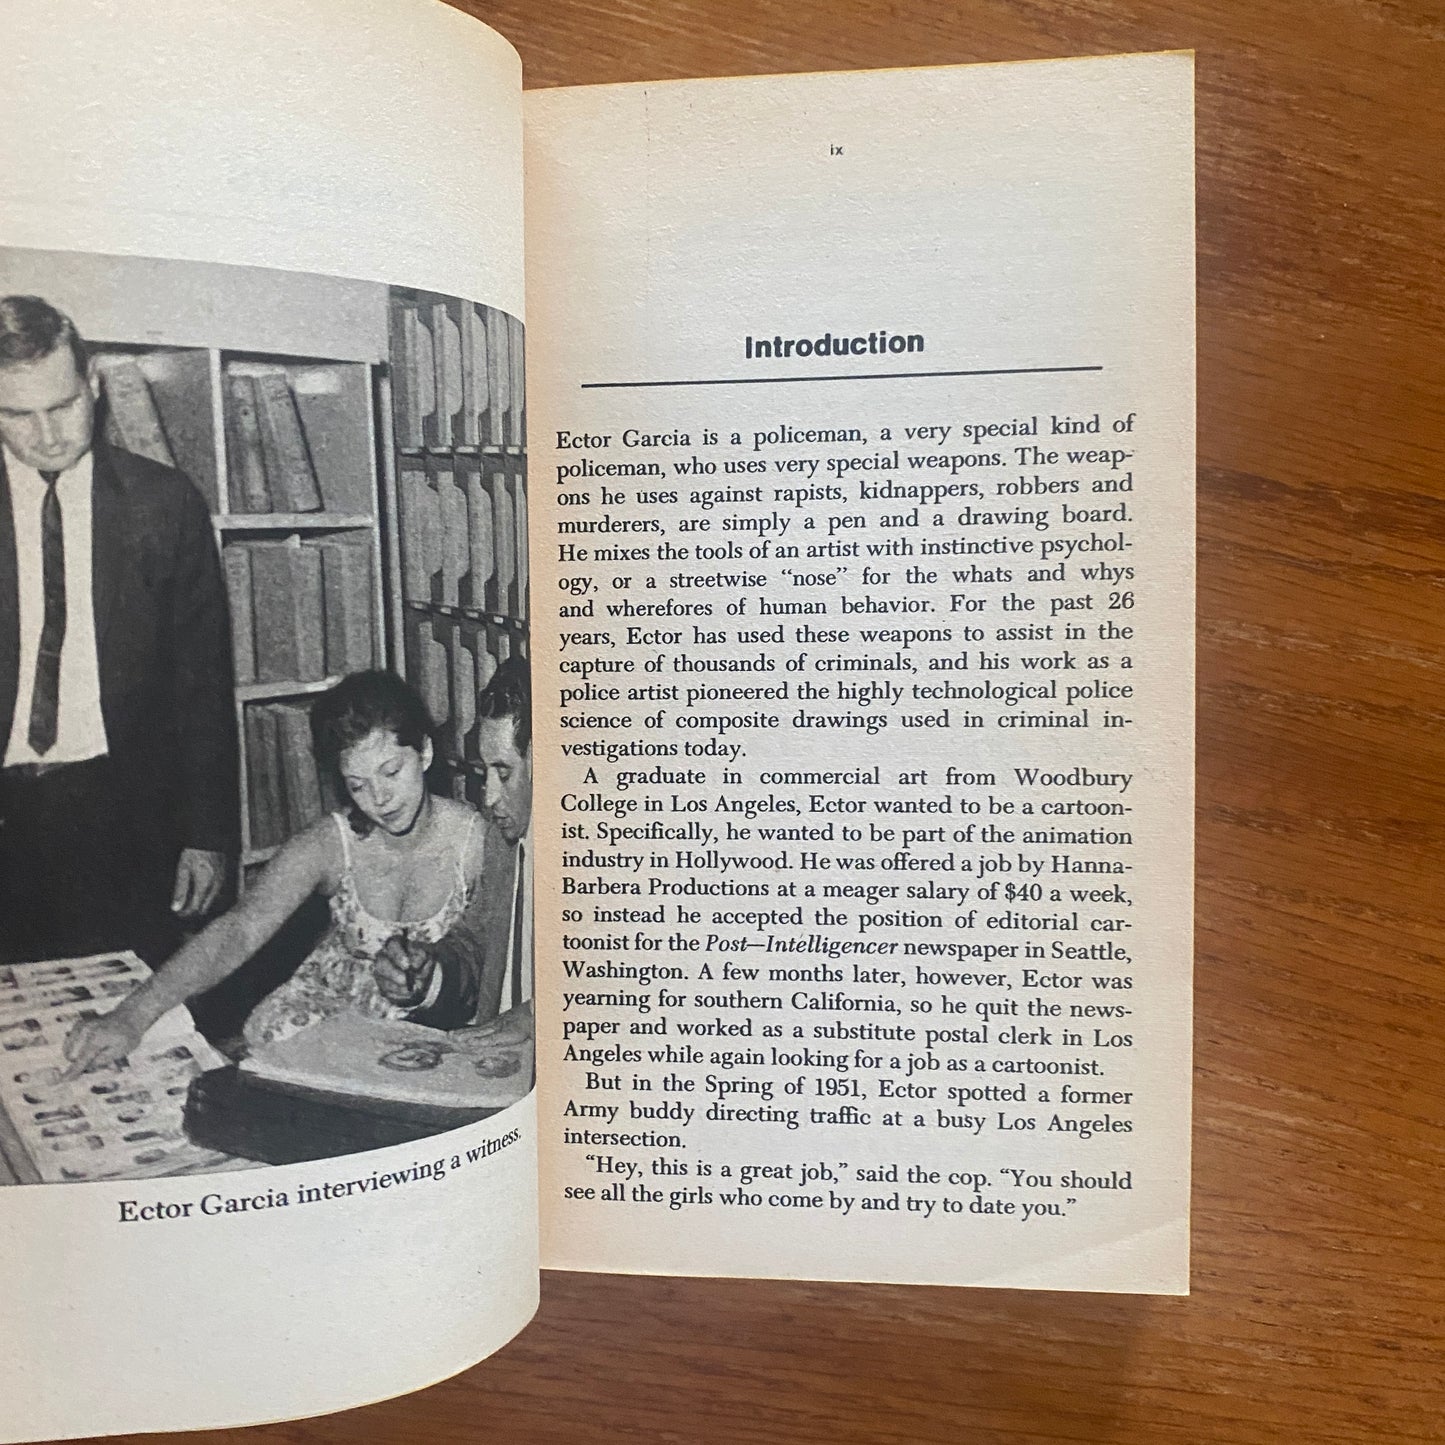 Ector Garcia interviewing a witness.
ix
Introduction
Ector Garcia is a policeman, a very special kind of
policeman, who uses very special weapons. The weap-
ons he uses against rapists, kidnappers, robbers and
murderers, are simply a pen and a drawing board.
He mixes the tools of an artist with instinctive psychol-
ogy, or a streetwise “nose” for the whats and whys
and wherefores of human behavior. For the past 26
years, Ector has used these weapons to assist in the
capture of thousands of criminals, and his work as a
police artist pioneered the highly technological police
science of composite drawings used in criminal in-
vestigations today.
A graduate in commercial art from Woodbury
College in Los Angeles, Ector wanted to be a cartoon-
ist. Specifically, he wanted to be part of the animation
industry in Hollywood. He was offered a job by Hanna-
Barbera Productions at a meager salary of $40 a week,
so instead he accepted the position of editorial car-
toonist for the Post—Intelligencer newspaper in Seattle,
Washington. A few months later, however, Ector was
yearning for southern California, so he quit the news-
paper and worked as a substitute postal clerk in Los
Angeles while again looking for a job as a cartoonist.
But in the Spring of 1951, Ector spotted a former
Army buddy directing traffic at a busy Los Angeles
intersection.
“Hey, this is a great job,” said the cop. “You should
see all the girls who come by and try to date you.”